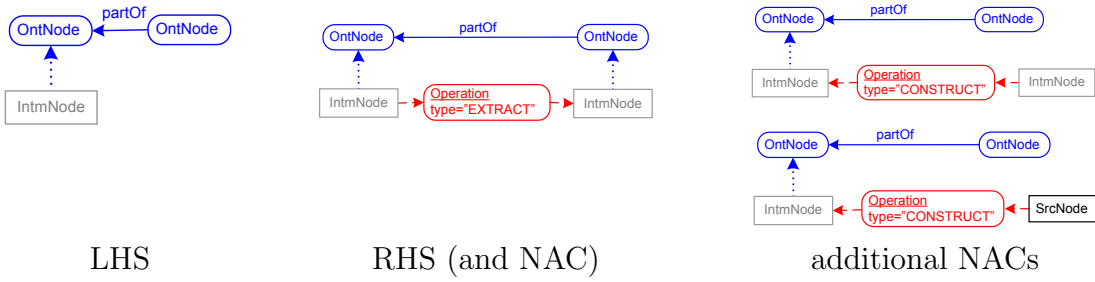 partOf
OntNode
OntNode
IntmNode
LHS
partOf
OntNode
OntNode
IntmNode
Operation
type="EXTRACT"
IntmNode
RHS (and NAC)
partOf
OntNode
OntNode
IntmNode
Operation
type="CONSTRUCT"
IntmNode
partOf
OntNode
OntNode
IntmNode
Operation
type="CONSTRUCT"
SrcNode
additional NACs